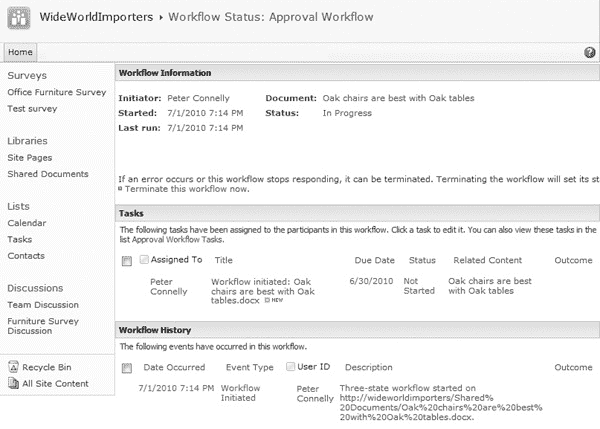 WideWorldImporters ▸ Workflow Status: Approval Workflow
Home
Surveys
Office Furniture Survey
Test survey
Libraries
Site Pages
Shared Documents
Lists
Calendar
Tasks
Contacts
Discussions
Team Discussion
Furniture Survey
Discussion
Recycle Bin
All Site Content
Workflow Information
Initiator: Peter Connelly Document: Oak chairs are best with Oak tables
Started: 7/1/2010 7:14 PM Status: In Progress
Last run: 7/1/2010 7:14 PM
If an error occurs or this workflow stops responding, it can be terminated. Terminating the workflow will set its st
Terminate this workflow now.
Tasks
The following tasks have been assigned to the participants in this workflow. Click a task to edit it. You can also view these tasks in the
list Approval Workflow Tasks.
Assigned To Title Due Date Status Related Content Outcome
Peter Workflow initiated: Oak 6/30/2010 Not Oak chairs are best
Connelly chairs are best with Oak Started with Oak tables
tables.docx NEW
Workflow History
The following events have occurred in this workflow.
Date Occurred Event Type User ID Description Outcome
7/1/2010 7:14 PM Workflow Peter Three-state workflow started on
Initiated Connelly http://wideworldimporters/Shared%
20Documents/Oak%20chairs%20are%20best%
20with%20Oak%20tables.docx.